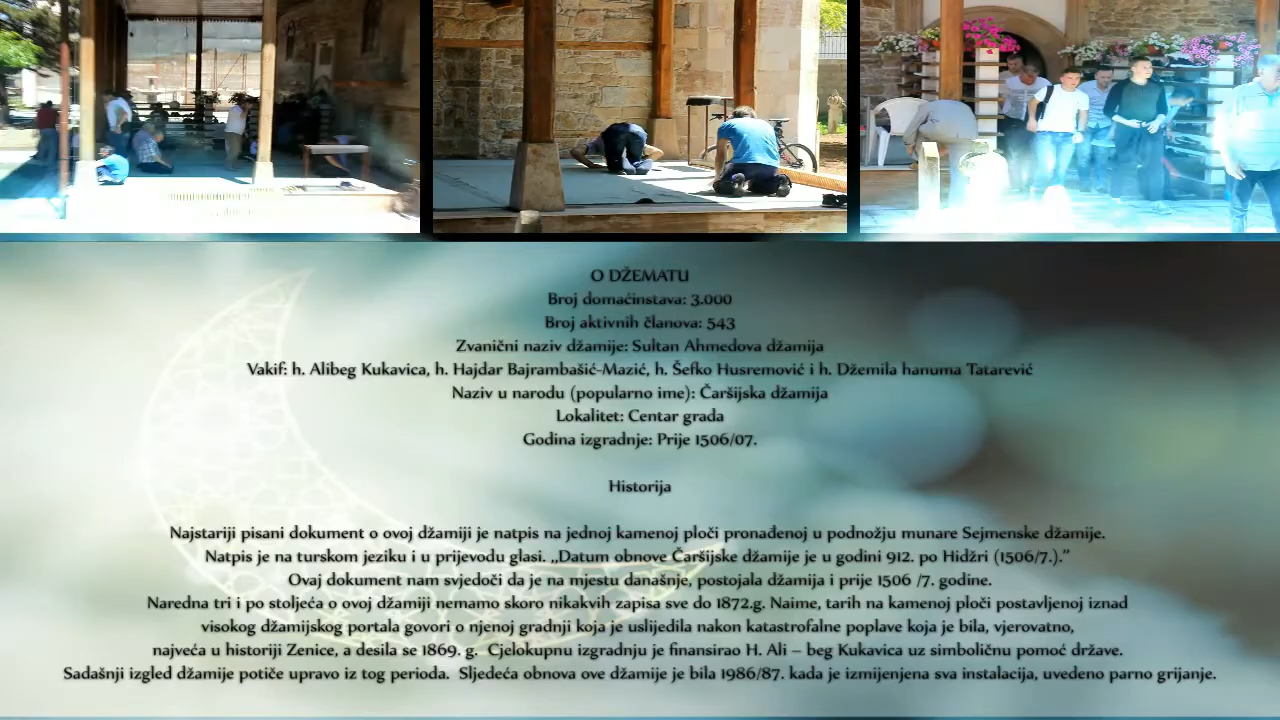 O DŽEMATU
Broj domaćinstava: 3.000
Broj aktivnih članova: 543
Zvanični naziv džamije: Sultan Ahmedova džamija
Vakif: h. Alibeg Kukavica, h. Hajdar Bajrambašić-Mazić, h. Šefko Husremović i h. Džemila hanuma Tatarević
Naziv u narodu (popularno ime): Čaršijska džamija
Lokalitet: Centar grada
Godina izgradnje: Prije 1506/07.
Historija
Najstariji pisani dokument o ovoj džamiji je natpis na jednoj kamenoj ploči pronađenoj u podnožju munare Sejmenske džamije.
Natpis je na turskom jeziku i u prijevodu glasi. „Datum obnove Čaršijske džamije je u godini 912. po Hidžri (1506/7.).”
Ovaj dokument nam svjedoči da je na mjestu današnje, postojala džamija i prije 1506 /7. godine.
Naredna tri i po stoljeća o ovoj džamiji nemamo skoro nikakvih zapisa sve do 1872.g. Naime, tarih na kamenoj ploči postavljenoj iznad
visokog džamijskog portala govori o njenoj gradnji koja je uslijedila nakon katastrofalne poplave koja je bila, vjerovatno,
najveća u historiji Zenice, a desila se 1869. g.  Cjelokupnu izgradnju je finansirao H. Ali – beg Kukavica uz simboličnu pomoć države.
Sadašnji izgled džamije potiče upravo iz tog perioda.  Sljedeća obnova ove džamije je bila 1986/87. kada je izmijenjena sva instalacija, uvedeno parno grijanje.